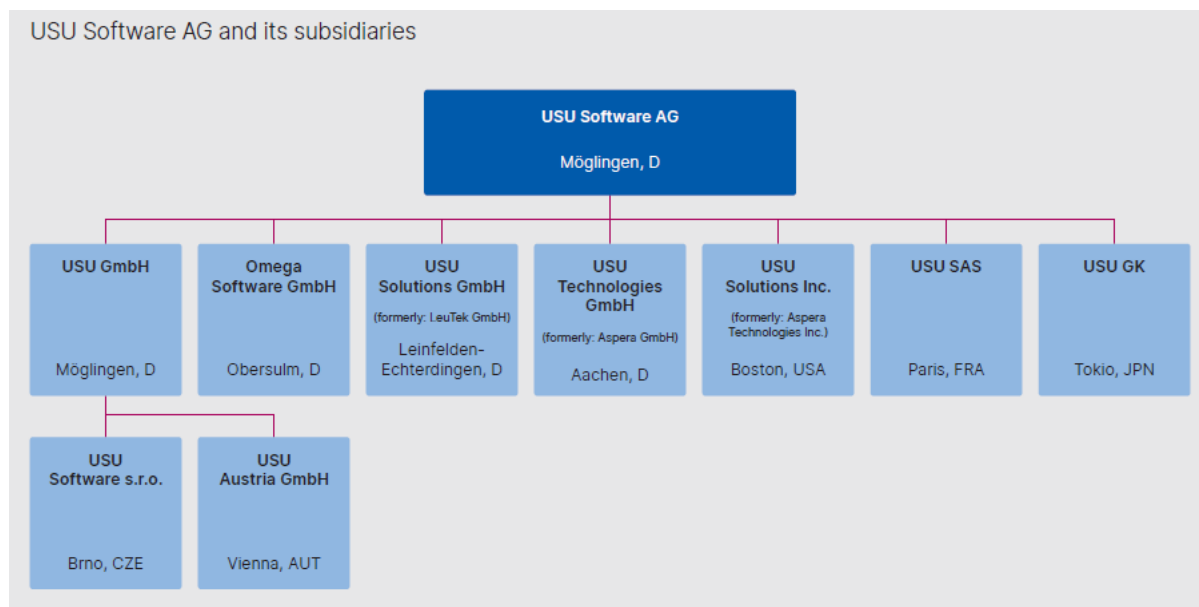 USU Software AG and its subsidiaries
USU Software AG
Möglingen, D
USU GmbH
Möglingen, D
Omega
Software GmbH
Obersulm, D
USU
Solutions GmbH
(formerly: LeuTek GmbH)
Leinfelden-
Echterdingen, D
USU
Technologies
GmbH
(formerly: Aspera GmbH)
Aachen, D
USU
Solutions Inc.
(formerly: Aspera
Technologies Inc.)
Boston, USA
USU SAS
Paris, FRA
USU GK
Tokio, JPN
USU
Software s.r.o.
Brno, CZE
USU
Austria GmbH
Vienna, AUT